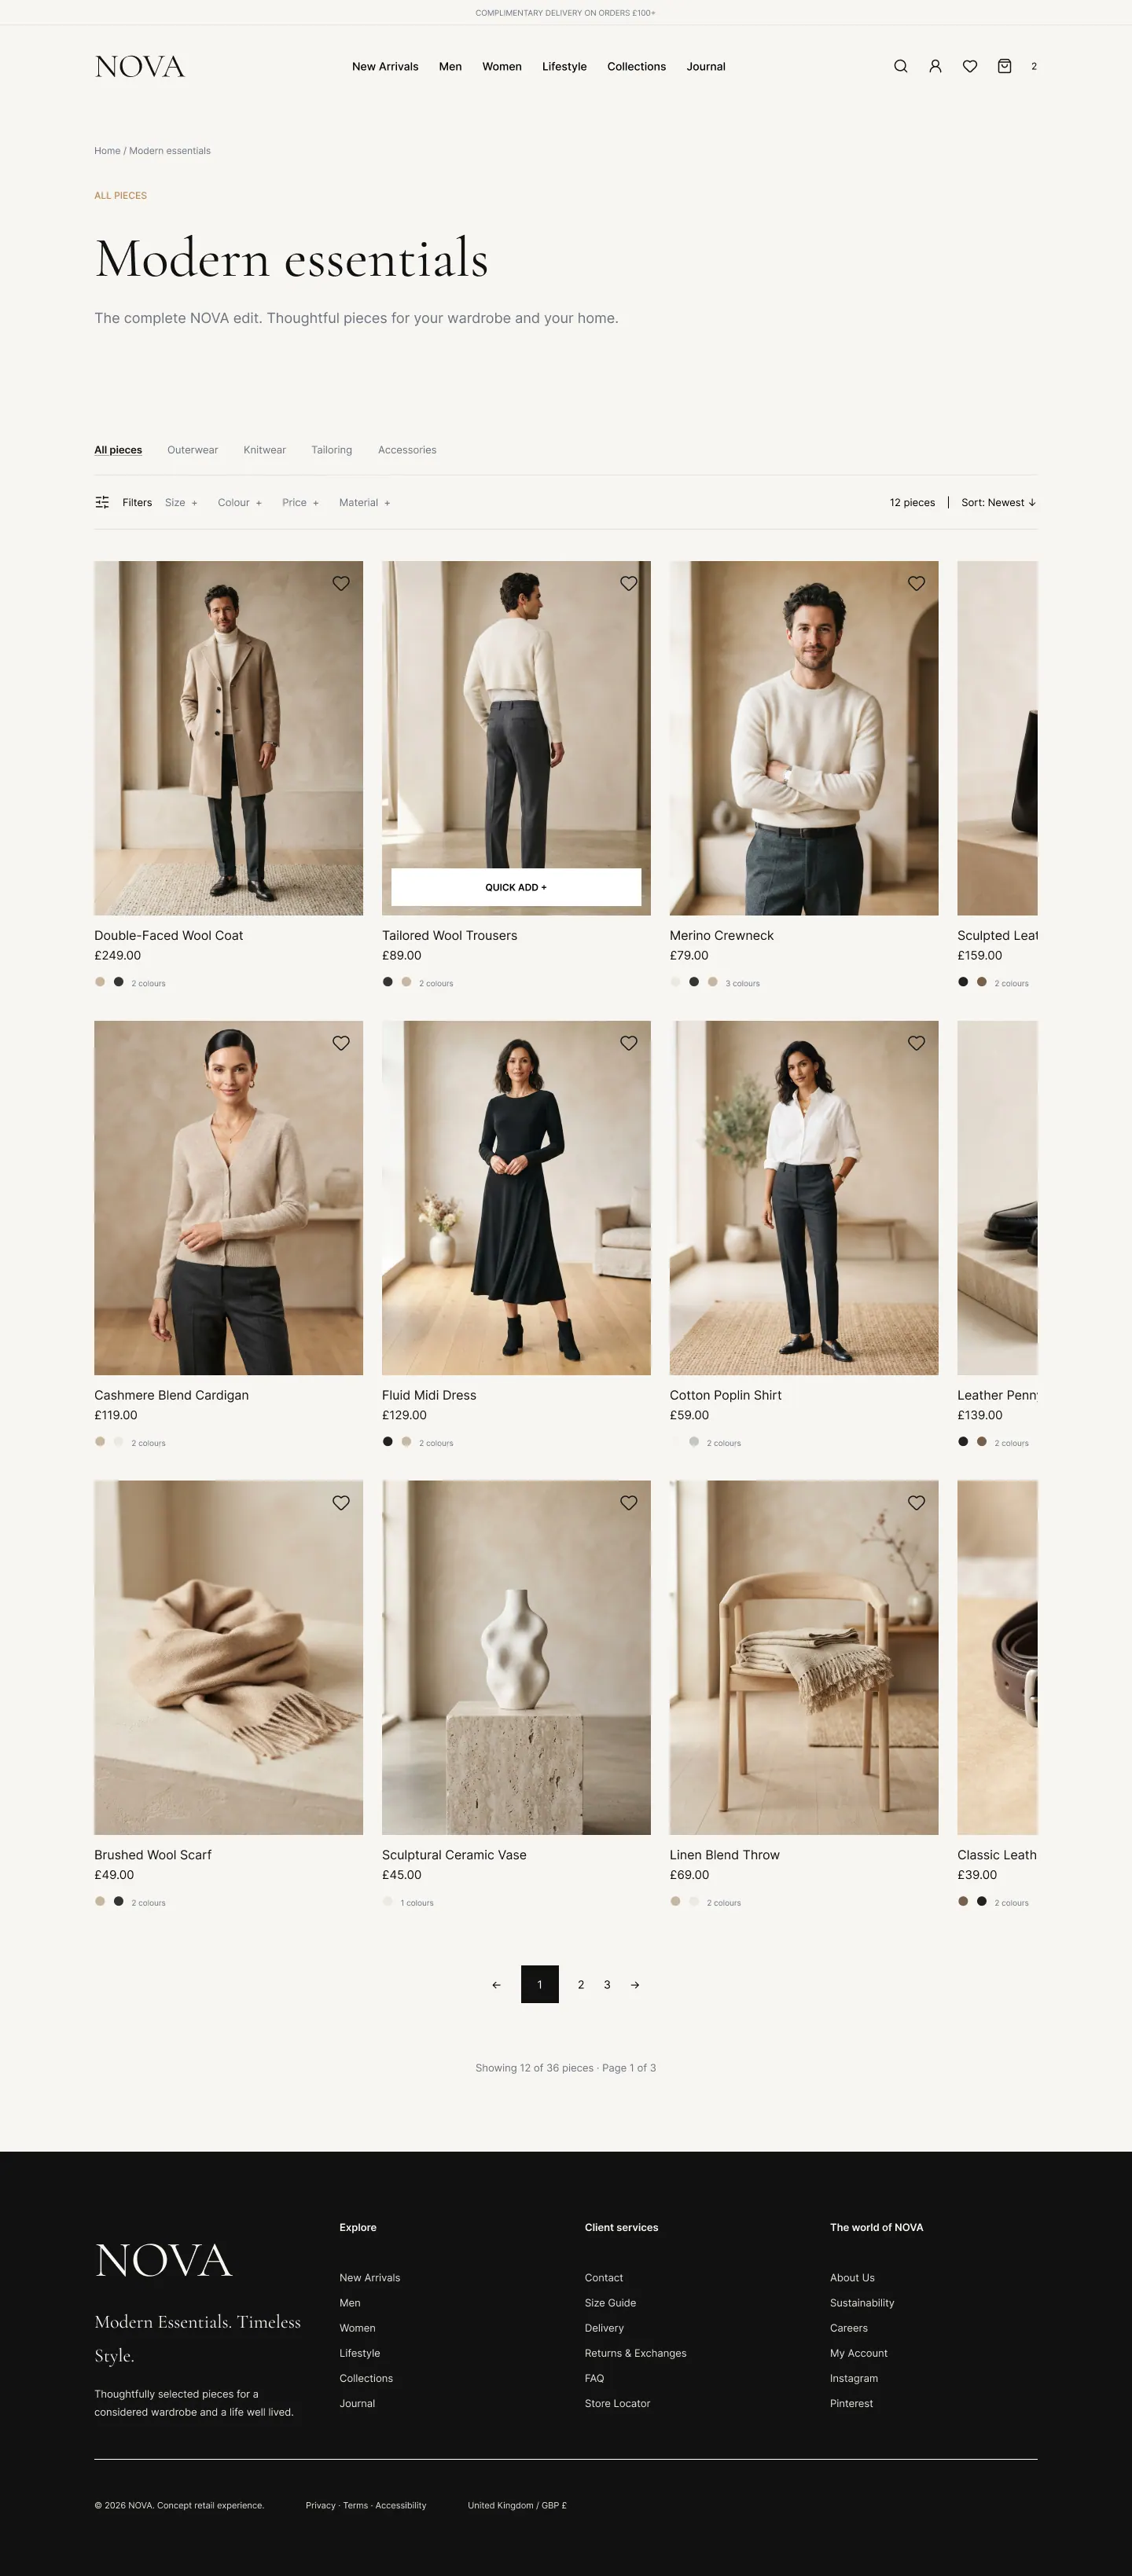 COMPLIMENTARY DELIVERY ON ORDERS £100+
NOVA
New Arrivals Men Women Lifestyle Collections Journal 2
Home / Modern essentials
ALL PIECES
Modern essentials
The complete NOVA edit. Thoughtful pieces for your wardrobe and your home.
All pieces Outerwear Knitwear Tailoring Accessories
Filters Size + Colour + Price + Material + 12 pieces | Sort: Newest ↓
QUICK ADD +
Double-Faced Wool Coat Tailored Wool Trousers Merino Crewneck Sculpted Leat
£249.00 £89.00 £79.00 £159.00
2 colours 2 colours 3 colours 2 colours
Cashmere Blend Cardigan Fluid Midi Dress Cotton Poplin Shirt Leather Penny
£119.00 £129.00 £59.00 £139.00
2 colours 2 colours 2 colours 2 colours
Brushed Wool Scarf Sculptural Ceramic Vase Linen Blend Throw Classic Leath
£49.00 £45.00 £69.00 £39.00
2 colours 1 colours 2 colours 2 colours
← 1 2 3 →
Showing 12 of 36 pieces · Page 1 of 3
NOVA
Modern Essentials. Timeless
Style.
Thoughtfully selected pieces for a
considered wardrobe and a life well lived.
Explore
New Arrivals
Men
Women
Lifestyle
Collections
Journal
Client services
Contact
Size Guide
Delivery
Returns & Exchanges
FAQ
Store Locator
The world of NOVA
About Us
Sustainability
Careers
My Account
Instagram
Pinterest
© 2026 NOVA. Concept retail experience. Privacy · Terms · Accessibility United Kingdom / GBP £